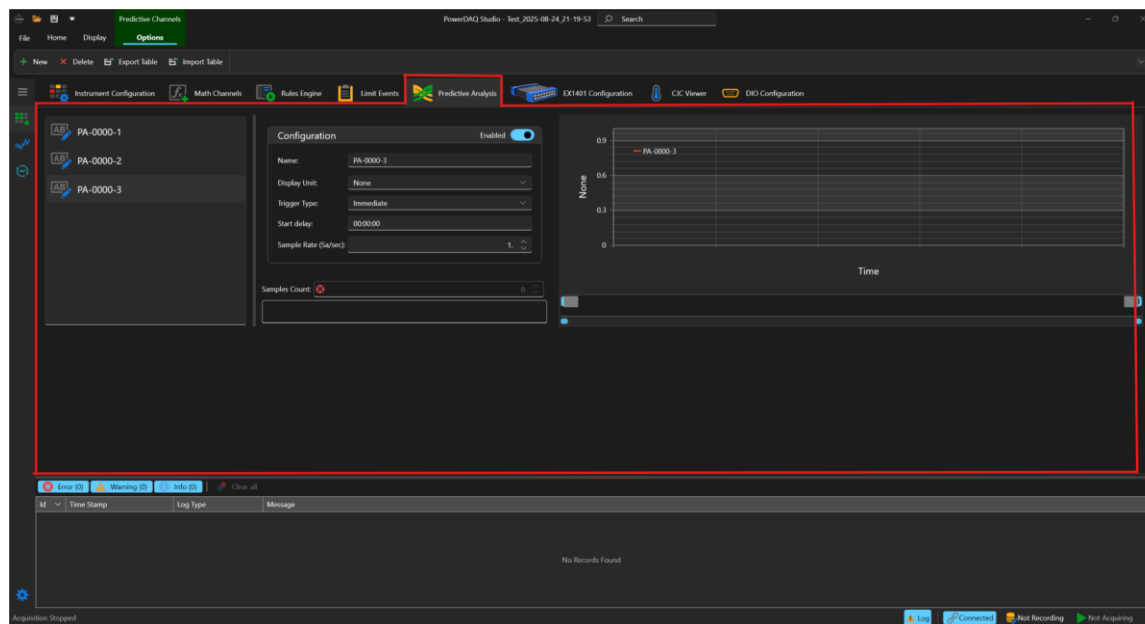 Predictive Channels
PowerDAQ Studio - Test_2025-08-24_21-19-53
Search
File
Home
Display
Options
New
Delete
Export Table
Import Table
Instrument Configuration
Math Channels
Rules Engine
Limit Events
Predictive Analysis
EX1401 Configuration
CJC Viewer
DIO Configuration
PA-0000-1
PA-0000-2
PA-0000-3
Configuration
Enabled
Name:
PA-0000-3
Display Unit:
None
Trigger Type:
Immediate
Start delay:
00:00:00
Sample Rate (Sa/sec):
1.
Samples Count:
0
0.9
0.6
0.3
0
None
PA-0000-3
Time
Error (0)
Warning (0)
Info (0)
Clear all
Id
Time Stamp
Log Type
Message
No Records Found
Acquisition Stopped
Log
Connected
Not Recording
Not Acquiring